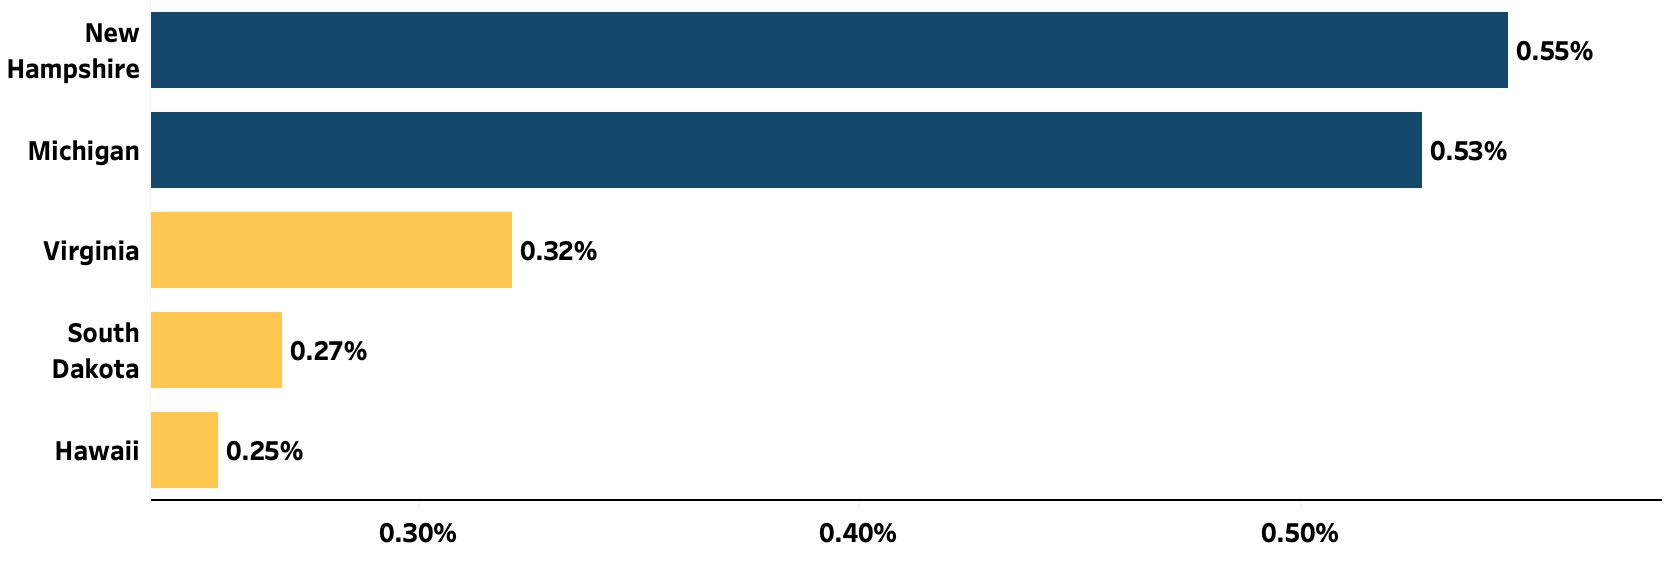 New
Hampshire
0.55%
Michigan
0.53%
Virginia
0.32%
South
Dakota
0.27%
Hawaii
0.25%
0.30%
0.40%
0.50%